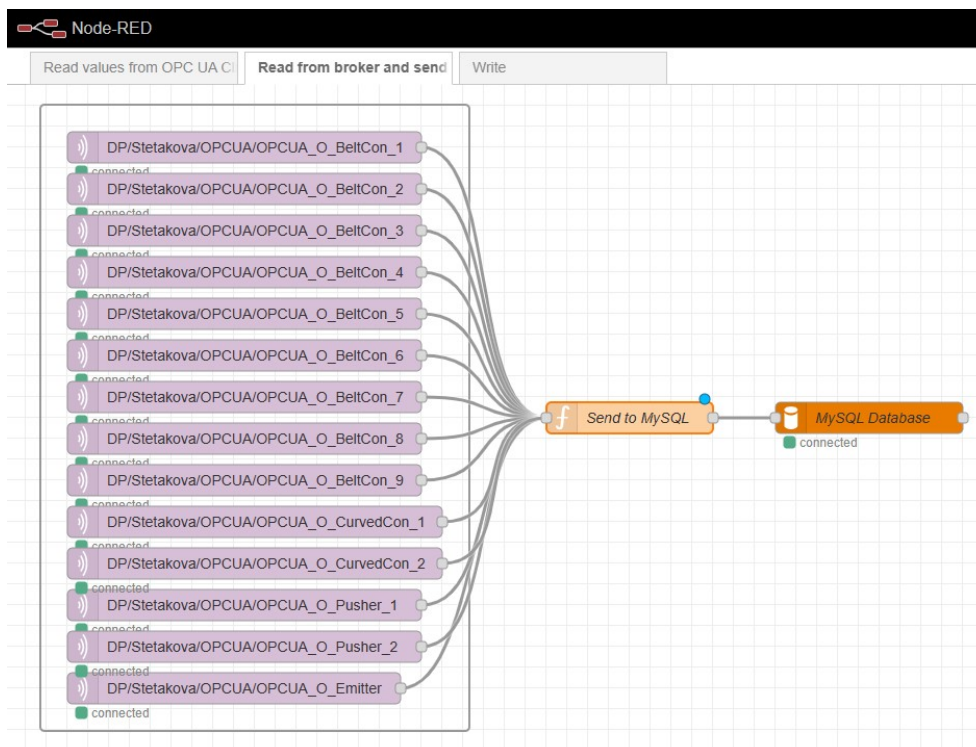 Node-RED
Read values from OPC UA Cl
Read from broker and send
Write
DP/Stetakova/OPCUA/OPCUA_O_BeltCon_1
connected
DP/Stetakova/OPCUA/OPCUA_O_BeltCon_2
connected
DP/Stetakova/OPCUA/OPCUA_O_BeltCon_3
connected
DP/Stetakova/OPCUA/OPCUA_O_BeltCon_4
connected
DP/Stetakova/OPCUA/OPCUA_O_BeltCon_5
connected
DP/Stetakova/OPCUA/OPCUA_O_BeltCon_6
connected
DP/Stetakova/OPCUA/OPCUA_O_BeltCon_7
connected
Send to MySQL
MySQL Database
connected
DP/Stetakova/OPCUA/OPCUA_O_BeltCon_8
connected
DP/Stetakova/OPCUA/OPCUA_O_BeltCon_9
connected
DP/Stetakova/OPCUA/OPCUA_O_CurvedCon_1
connected
DP/Stetakova/OPCUA/OPCUA_O_CurvedCon_2
connected
DP/Stetakova/OPCUA/OPCUA_O_Pusher_1
connected
DP/Stetakova/OPCUA/OPCUA_O_Pusher_2
connected
DP/Stetakova/OPCUA/OPCUA_O_Emitter
connected